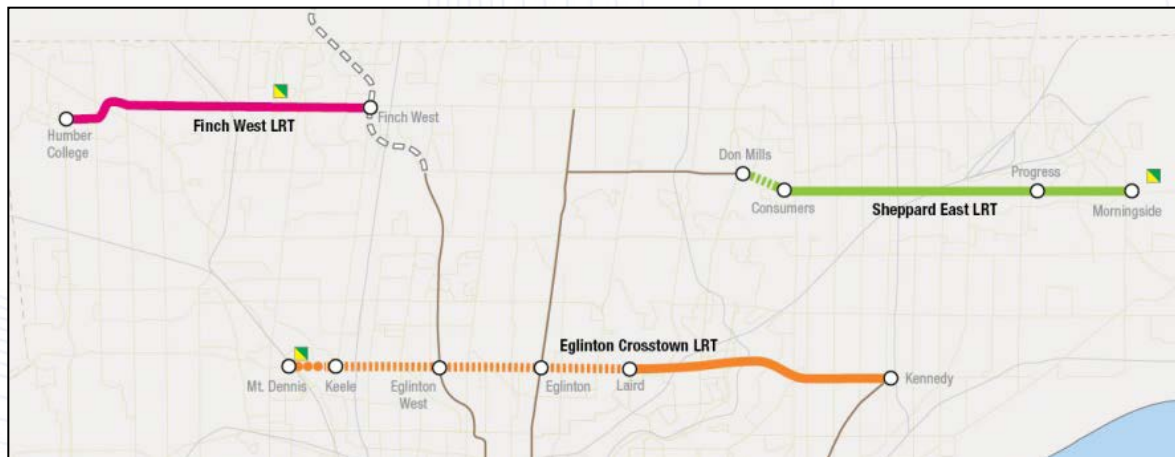 Finch West LRT
Finch West
Humber
College
Don Mills
Consumers
Progress
Sheppard East LRT
Morningside
Eglinton Crosstown LRT
Mt. Dennis
Keele
Eglinton
West
Eglinton
Laird
Kennedy